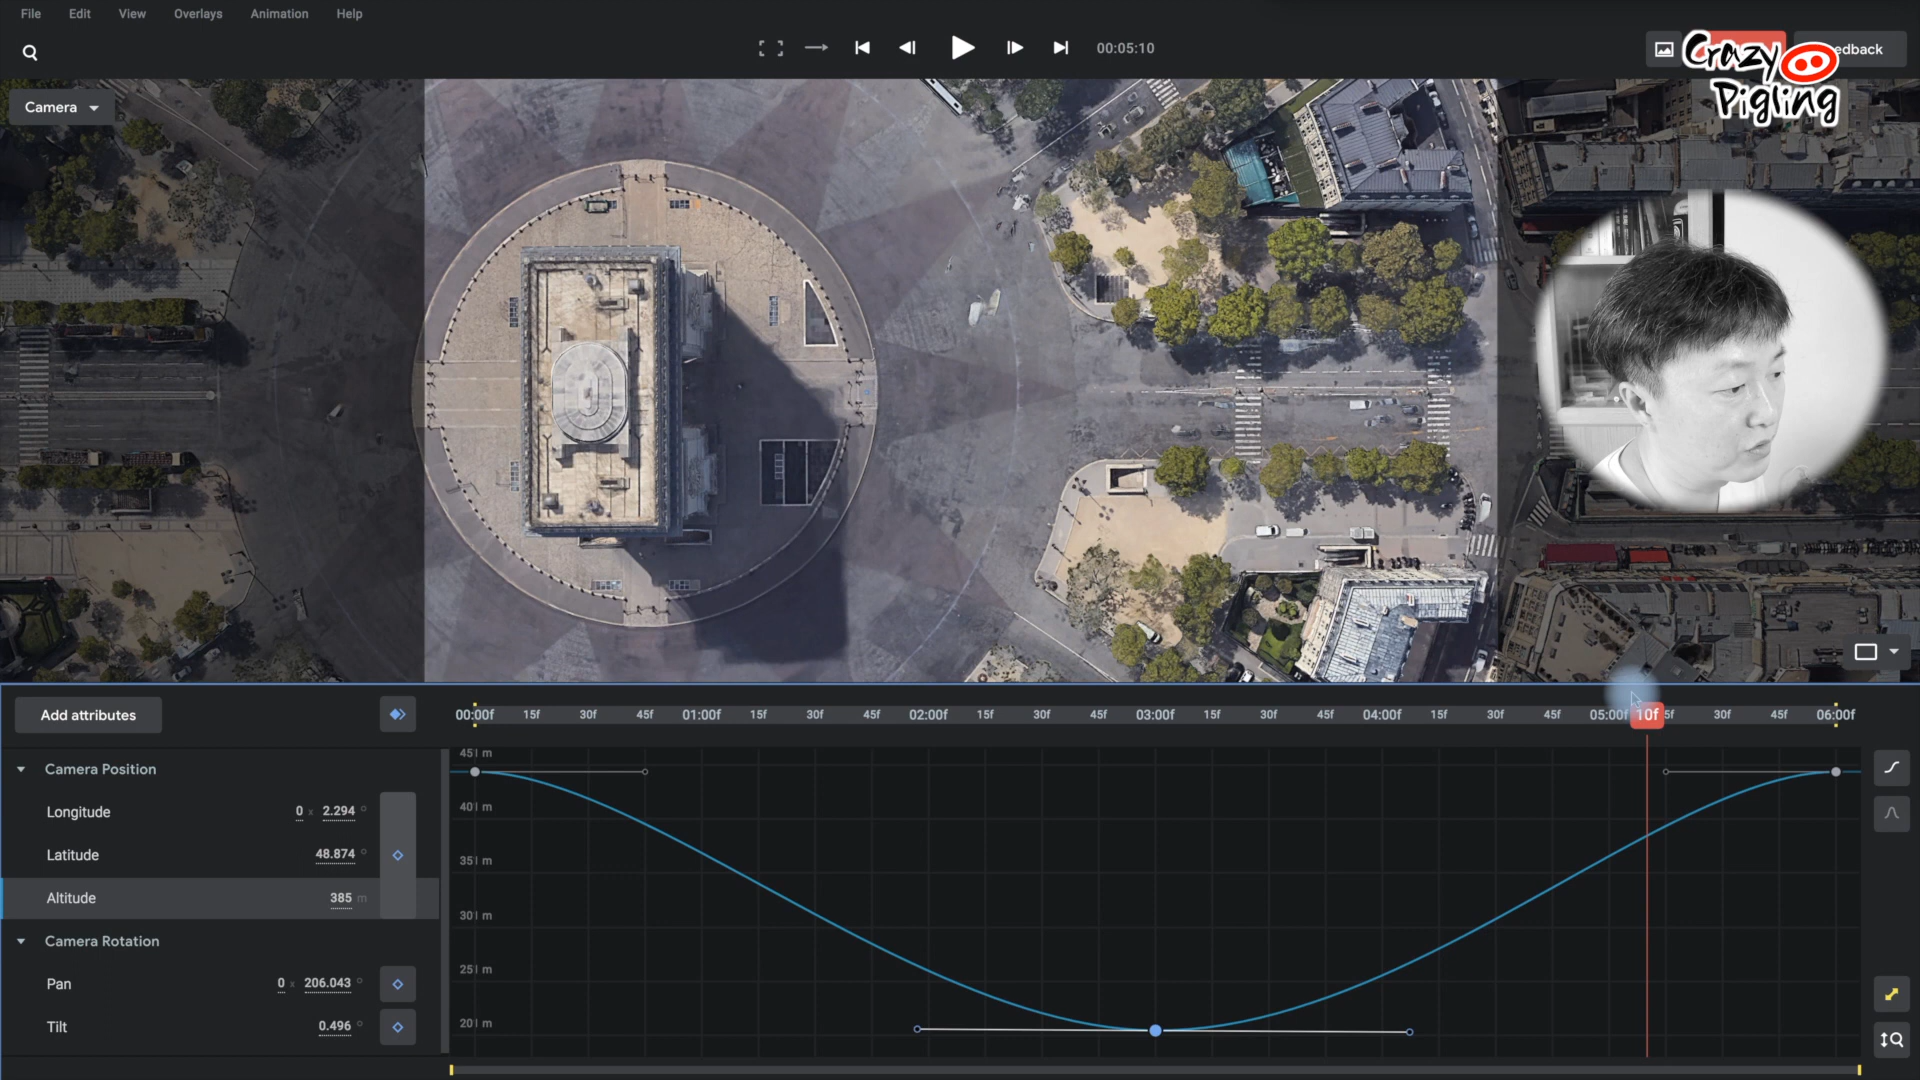 File Edit View Overlays Animation Help
00:05:10
Crazy
Pigling
edback
Camera
Add attributes
00:00f 15f 30f 45f 01:00f 15f 30f 45f 02:00f 15f 30f 45f 03:00f 15f 30f 45f 04:00f 15f 30f 45f 05:00f 10f 5f 30f 45f 06:00f
Camera Position
Longitude 0 x 2.294 °
Latitude 48.874 °
Altitude 385 m
Camera Rotation
Pan 0 x 206.043 °
Tilt 0.496 °
451 m
401 m
351 m
301 m
251 m
201 m